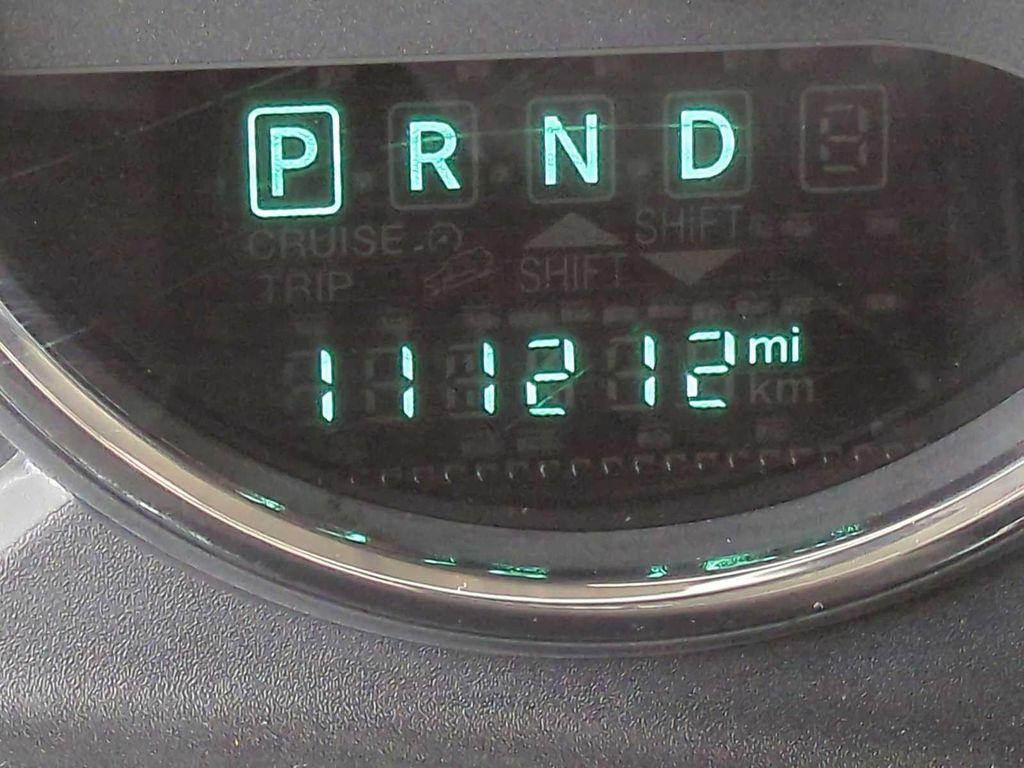 P R N D
CRUISE SHIFT
TRIP SHIFT
111212 mi
km